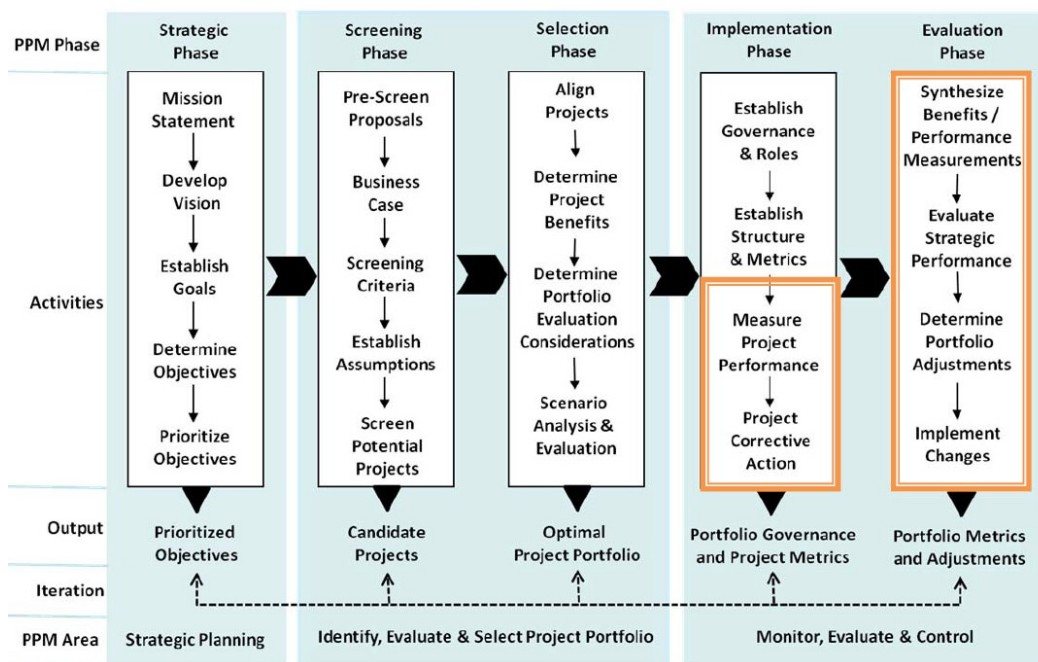 PPM Phase
Strategic
Phase
Screening
Phase
Selection
Phase
Implementation
Phase
Evaluation
Phase
Activities
Mission
Statement
Develop
Vision
Establish
Goals
Determine
Objectives
Prioritize
Objectives
Pre-Screen
Proposals
Business
Case
Screening
Criteria
Establish
Assumptions
Screen
Potential
Projects
Align
Projects
Determine
Project
Benefits
Determine
Portfolio
Evaluation
Considerations
Scenario
Analysis &
Evaluation
Establish
Governance
& Roles
Establish
Structure
& Metrics
Measure
Project
Performance
Project
Corrective
Action
Synthesize
Benefits /
Performance
Measurements
Evaluate
Strategic
Performance
Determine
Portfolio
Adjustments
Implement
Changes
Output
Prioritized
Objectives
Candidate
Projects
Optimal
Project Portfolio
Portfolio Governance
and Project Metrics
Portfolio Metrics
and Adjustments
Iteration
PPM Area
Strategic Planning
Identify, Evaluate & Select Project Portfolio
Monitor, Evaluate & Control